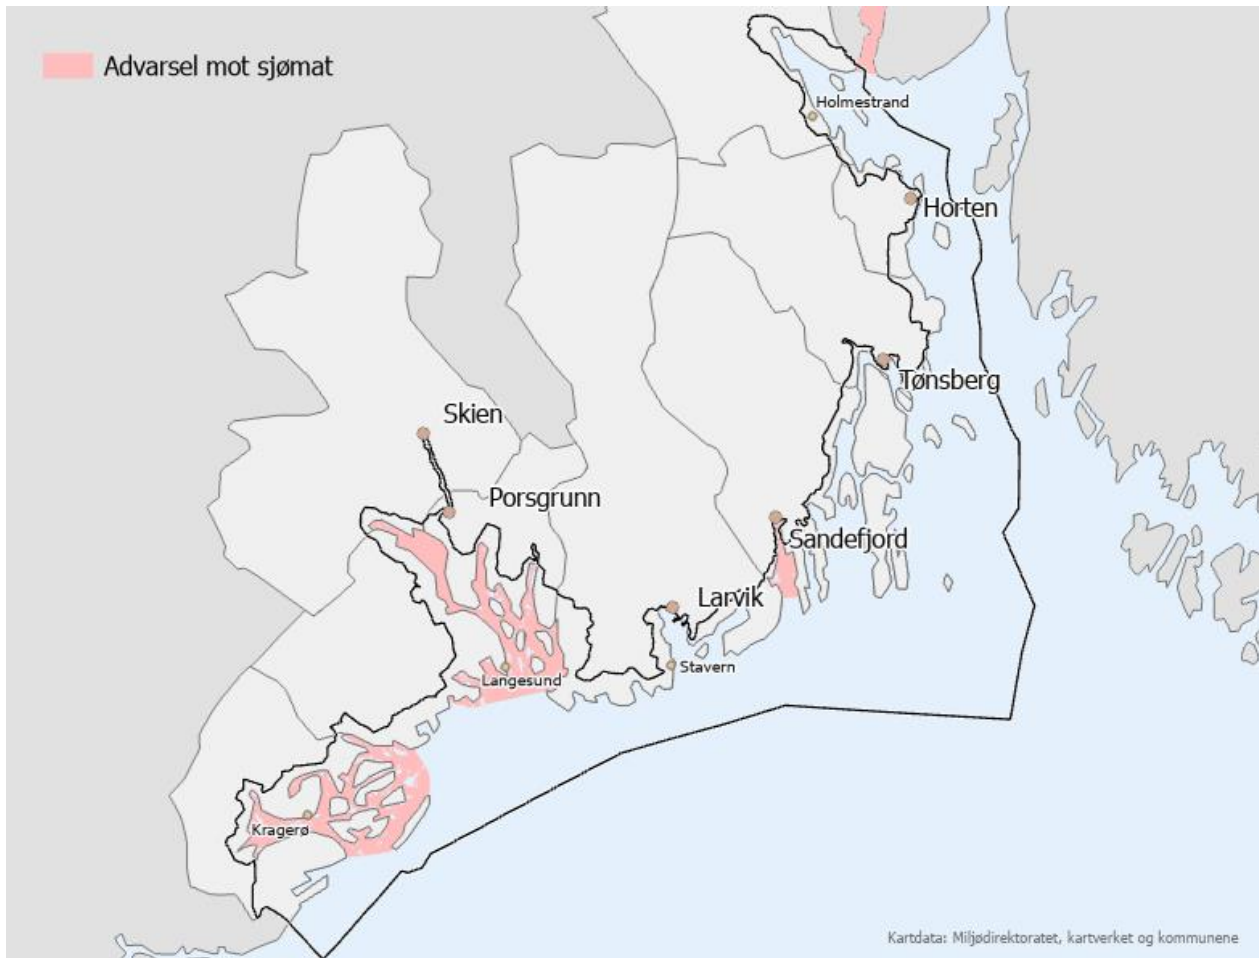 Advarsel mot sjømat
Holmestrand
Horten
Tønsberg
Skien
Porsgrunn
Sandefjord
Larvik
Stavern
Langesund
Kragerø
Kartdata: Miljødirektoratet, kartverket og kommunene